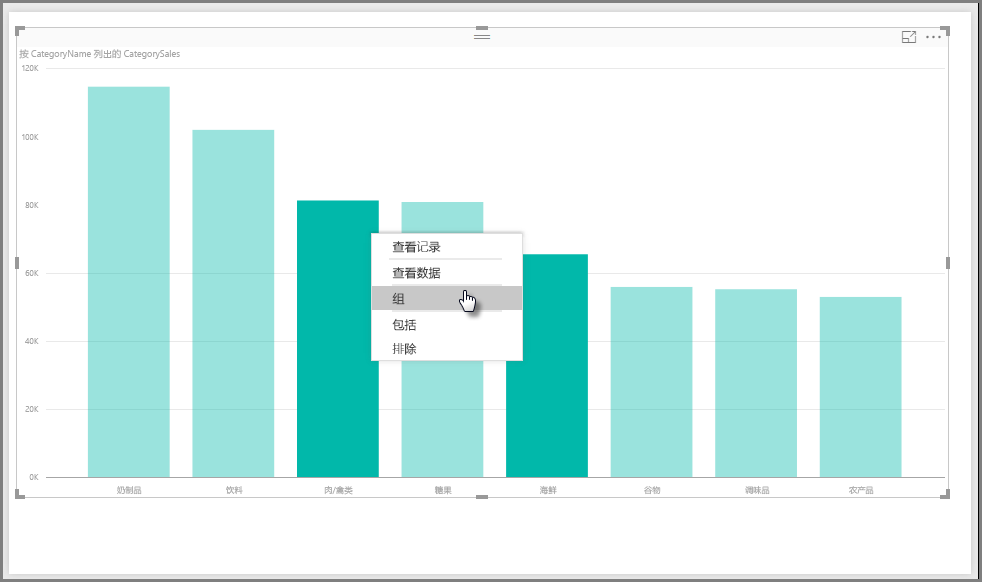 按 CategoryName 列出的 CategorySales
120K
100K
80K
60K
40K
20K
0K
查看记录
查看数据
组
包括
排除
奶制品 饮料 肉/禽类 糖果 海鲜 谷物 调味品 农产品